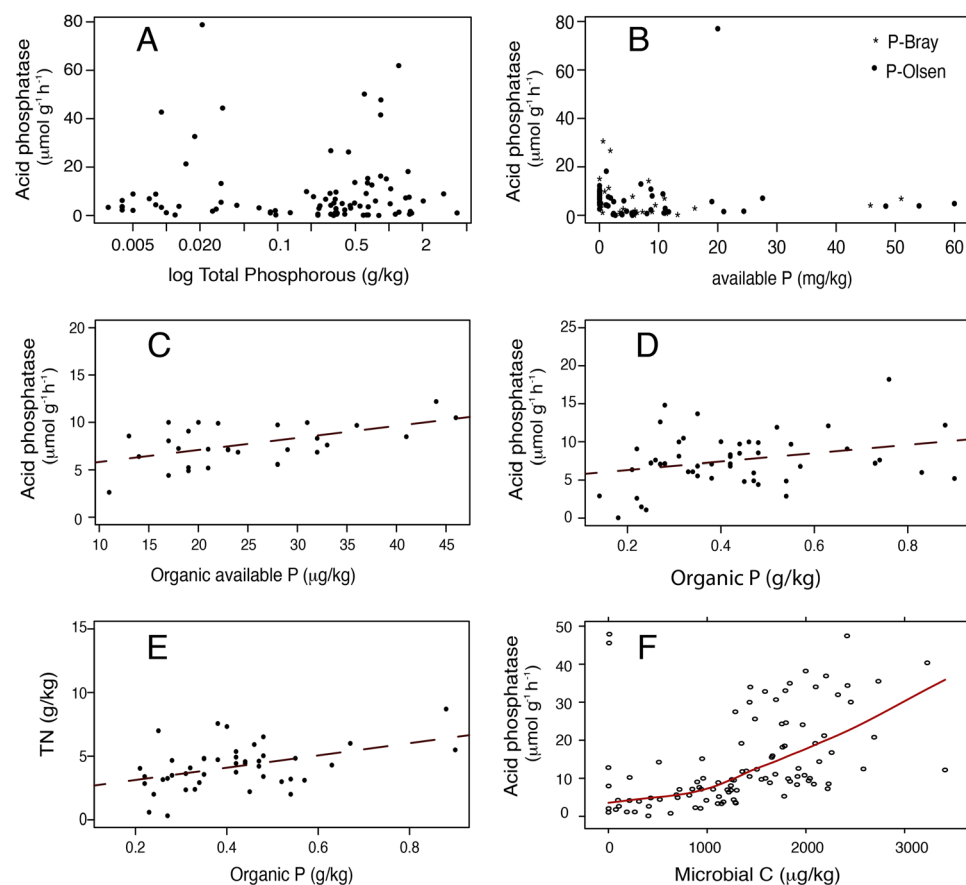 A
80
60
40
20
0
Acid phosphatase
(μmol g⁻¹ h⁻¹)
0.005 0.020 0.1 0.5 2
log Total Phosphorous (g/kg)
B
* P-Bray
• P-Olsen
80
60
40
20
0
Acid phosphatase
(μmol g⁻¹ h⁻¹)
0 10 20 30 40 50 60
available P (mg/kg)
C
20
15
10
5
0
Acid phosphatase
(μmol g⁻¹h⁻¹)
10 15 20 25 30 35 40 45
Organic available P (μg/kg)
D
25
20
15
10
5
0
Acid phosphatase
(μmol g⁻¹ h⁻¹)
0.2 0.4 0.6 0.8
Organic P (g/kg)
E
15
10
5
0
TN (g/kg)
0.2 0.4 0.6 0.8
Organic P (g/kg)
F
50
40
30
20
10
0
Acid phosphatase
(μmol g⁻¹ h⁻¹)
0 1000 2000 3000
Microbial C (μg/kg)